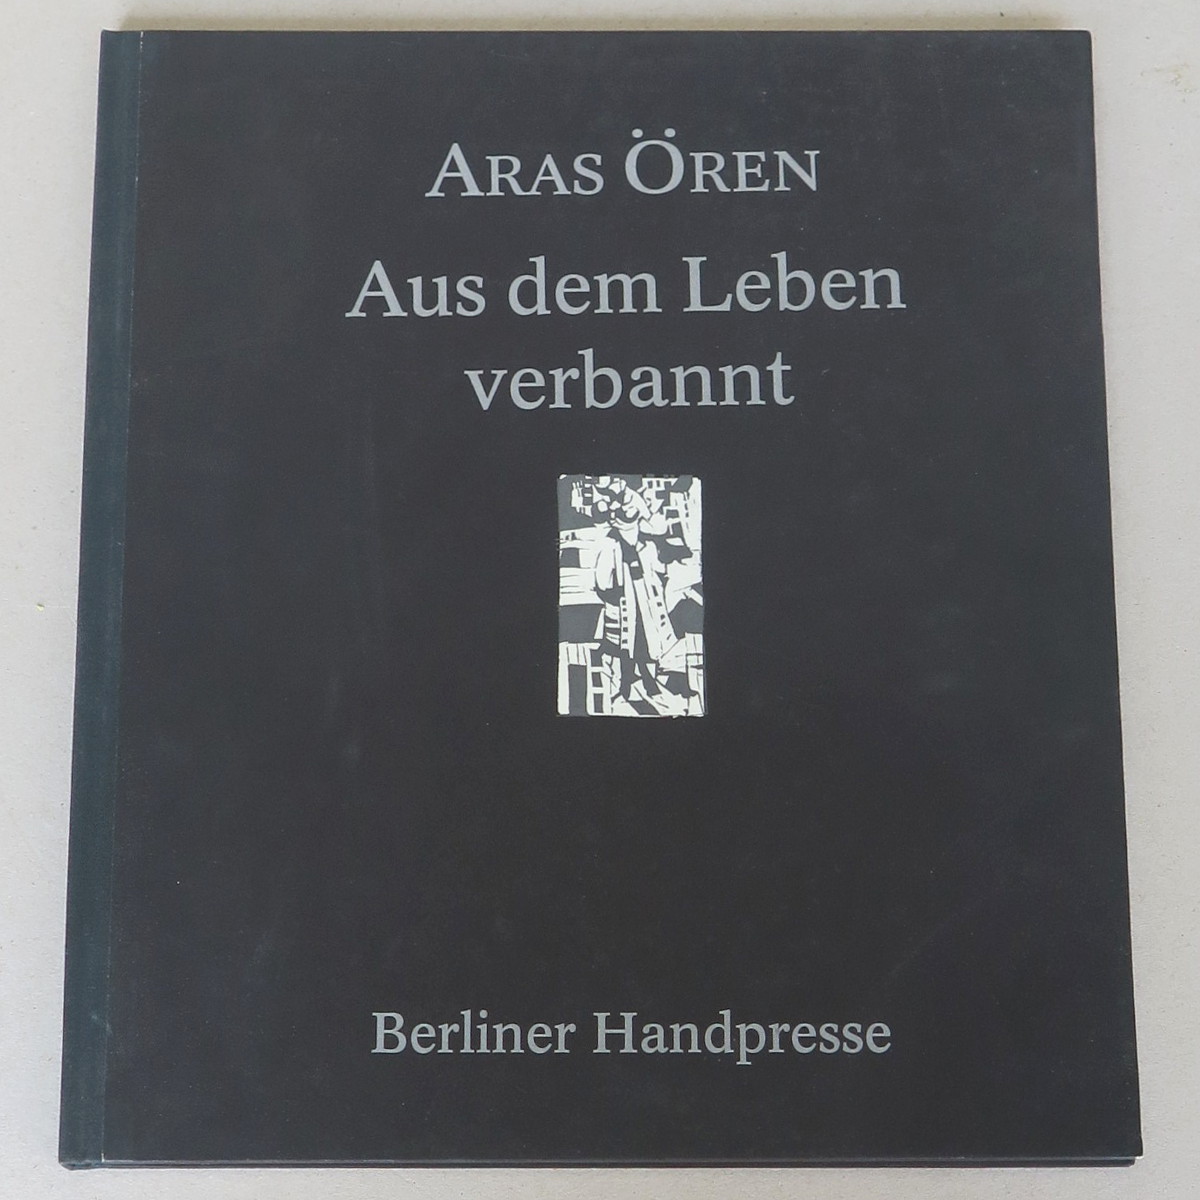 ARAS ÖREN
Aus dem Leben
verbannt
Berliner Handpresse